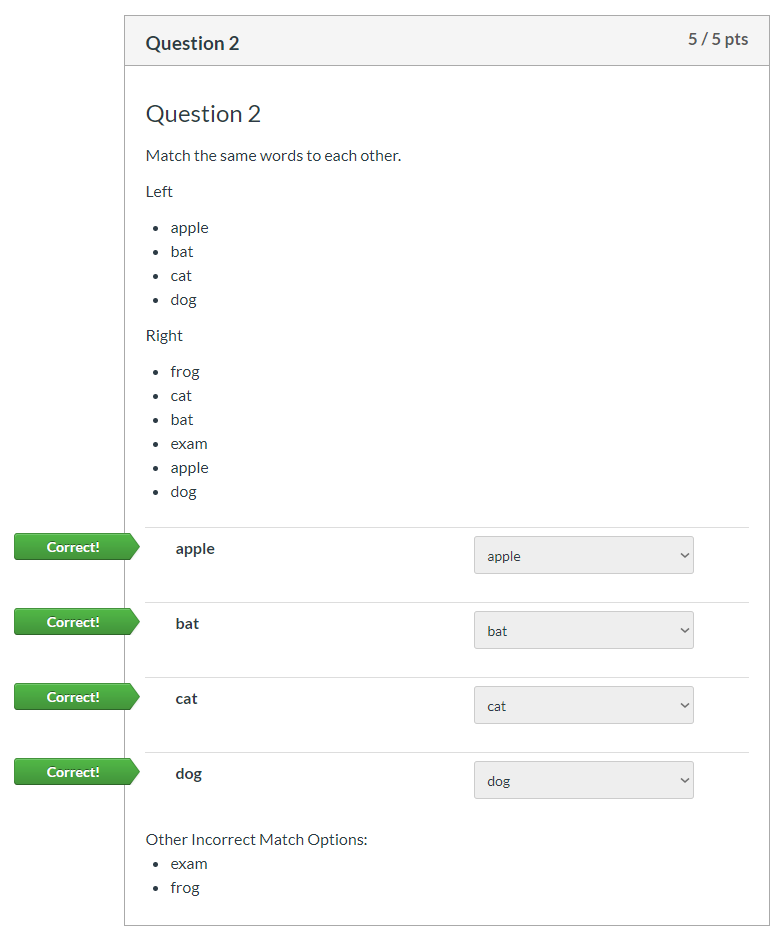 Question 2
5 / 5 pts
Question 2
Match the same words to each other.
Left
apple
bat
cat
dog
Right
frog
cat
bat
exam
apple
dog
Correct! apple apple
Correct! bat bat
Correct! cat cat
Correct! dog dog
Other Incorrect Match Options:
exam
frog